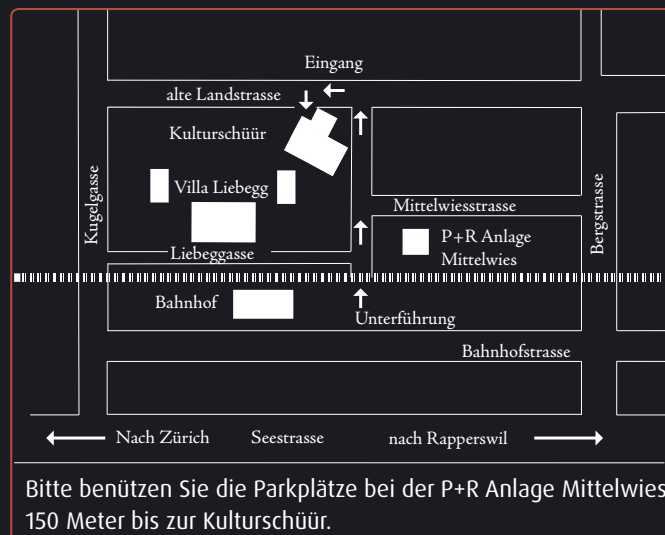 Eingang
alte Landstrasse
Kulturschüür
Kugelgasse
Villa Liebegg
Mittelwiesstrasse
Bergstrasse
P+R Anlage
Mittelwies
Liebeggasse
Bahnhof
Unterführung
Bahnhofstrasse
Nach Zürich
Seestrasse
nach Rapperswil
Bitte benützen Sie die Parkplätze bei der P+R Anlage Mittelwies
150 Meter bis zur Kulturschüür.